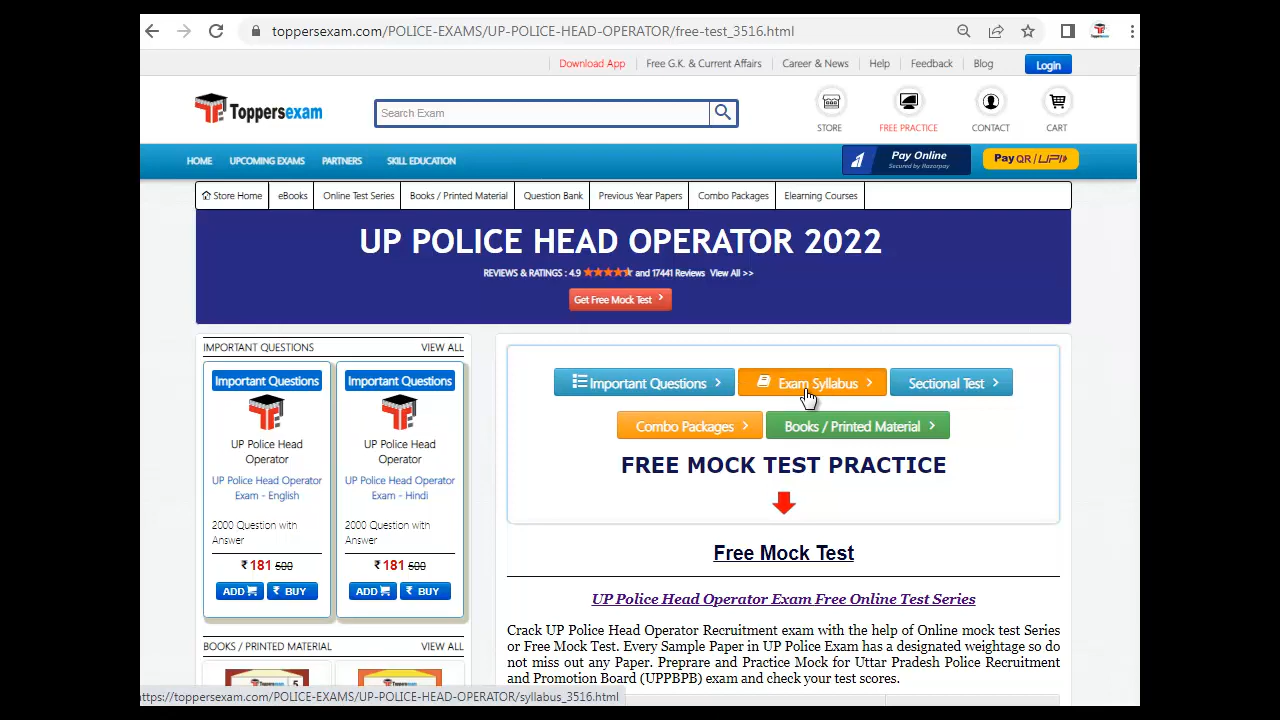 toppersexam.com/POLICE-EXAMS/UP-POLICE-HEAD-OPERATOR/free-test_3516.html
Download App Free G.K. & Current Affairs Career & News Help Feedback Blog Login
Toppersexam
Search Exam
STORE FREE PRACTICE CONTACT CART
HOME UPCOMING EXAMS PARTNERS SKILL EDUCATION
Pay Online
Secured by Razorpay
Pay QR / UPI
Store Home eBooks Online Test Series Books / Printed Material Question Bank Previous Year Papers Combo Packages Elearning Courses
UP POLICE HEAD OPERATOR 2022
REVIEWS & RATINGS : 4.9 and 17441 Reviews View All >>
Get Free Mock Test
IMPORTANT QUESTIONS VIEW ALL
Important Questions
UP Police Head
Operator
UP Police Head Operator
Exam - English
2000 Question with
Answer
₹ 181 500
ADD ₹ BUY
Important Questions
UP Police Head
Operator
UP Police Head Operator
Exam - Hindi
2000 Question with
Answer
₹ 181 500
ADD ₹ BUY
BOOKS / PRINTED MATERIAL VIEW ALL
Toppersexam 5
Toppersexam
Important Questions Exam Syllabus Sectional Test
Combo Packages Books / Printed Material
FREE MOCK TEST PRACTICE
Free Mock Test
UP Police Head Operator Exam Free Online Test Series
Crack UP Police Head Operator Recruitment exam with the help of Online mock test Series
or Free Mock Test. Every Sample Paper in UP Police Exam has a designated weightage so do
not miss out any Paper. Preprare and Practice Mock for Uttar Pradesh Police Recruitment
and Promotion Board (UPPBPB) exam and check your test scores.
https://toppersexam.com/POLICE-EXAMS/UP-POLICE-HEAD-OPERATOR/syllabus_3516.html